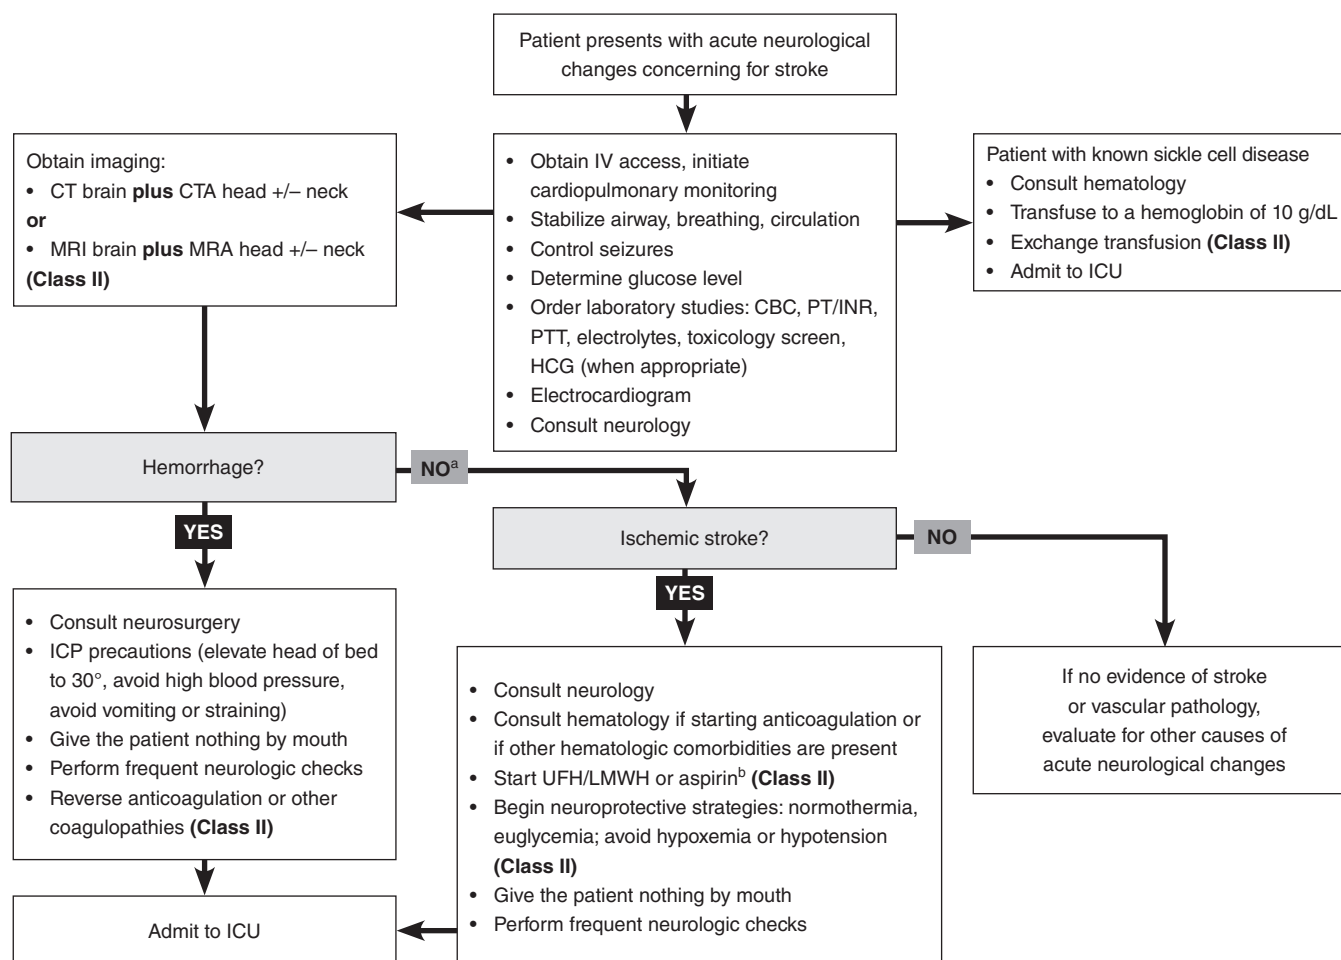 Patient presents with acute neurological
changes concerning for stroke
Obtain imaging:
• CT brain plus CTA head +/– neck
or
• MRI brain plus MRA head +/– neck
(Class II)
• Obtain IV access, initiate
cardiopulmonary monitoring
• Stabilize airway, breathing, circulation
• Control seizures
• Determine glucose level
• Order laboratory studies: CBC, PT/INR,
PTT, electrolytes, toxicology screen,
HCG (when appropriate)
• Electrocardiogram
• Consult neurology
Patient with known sickle cell disease
• Consult hematology
• Transfuse to a hemoglobin of 10 g/dL
• Exchange transfusion (Class II)
• Admit to ICU
Hemorrhage?
NOᵃ
YES
Ischemic stroke?
NO
YES
• Consult neurosurgery
• ICP precautions (elevate head of bed
to 30°, avoid high blood pressure,
avoid vomiting or straining)
• Give the patient nothing by mouth
• Perform frequent neurologic checks
• Reverse anticoagulation or other
coagulopathies (Class II)
• Consult neurology
• Consult hematology if starting anticoagulation or
if other hematologic comorbidities are present
• Start UFH/LMWH or aspirinᵇ (Class II)
• Begin neuroprotective strategies: normothermia,
euglycemia; avoid hypoxemia or hypotension
(Class II)
• Give the patient nothing by mouth
• Perform frequent neurologic checks
If no evidence of stroke
or vascular pathology,
evaluate for other causes of
acute neurological changes
Admit to ICU